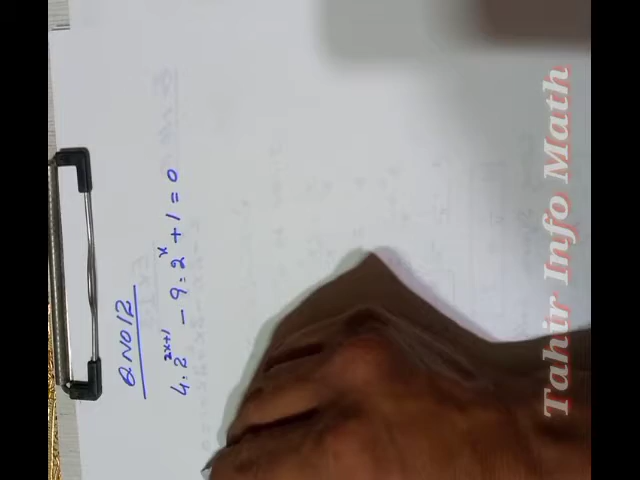 Q.NO12
4.2^{2x+1} - 9.2^x + 1 = 0
Tahir Info Math